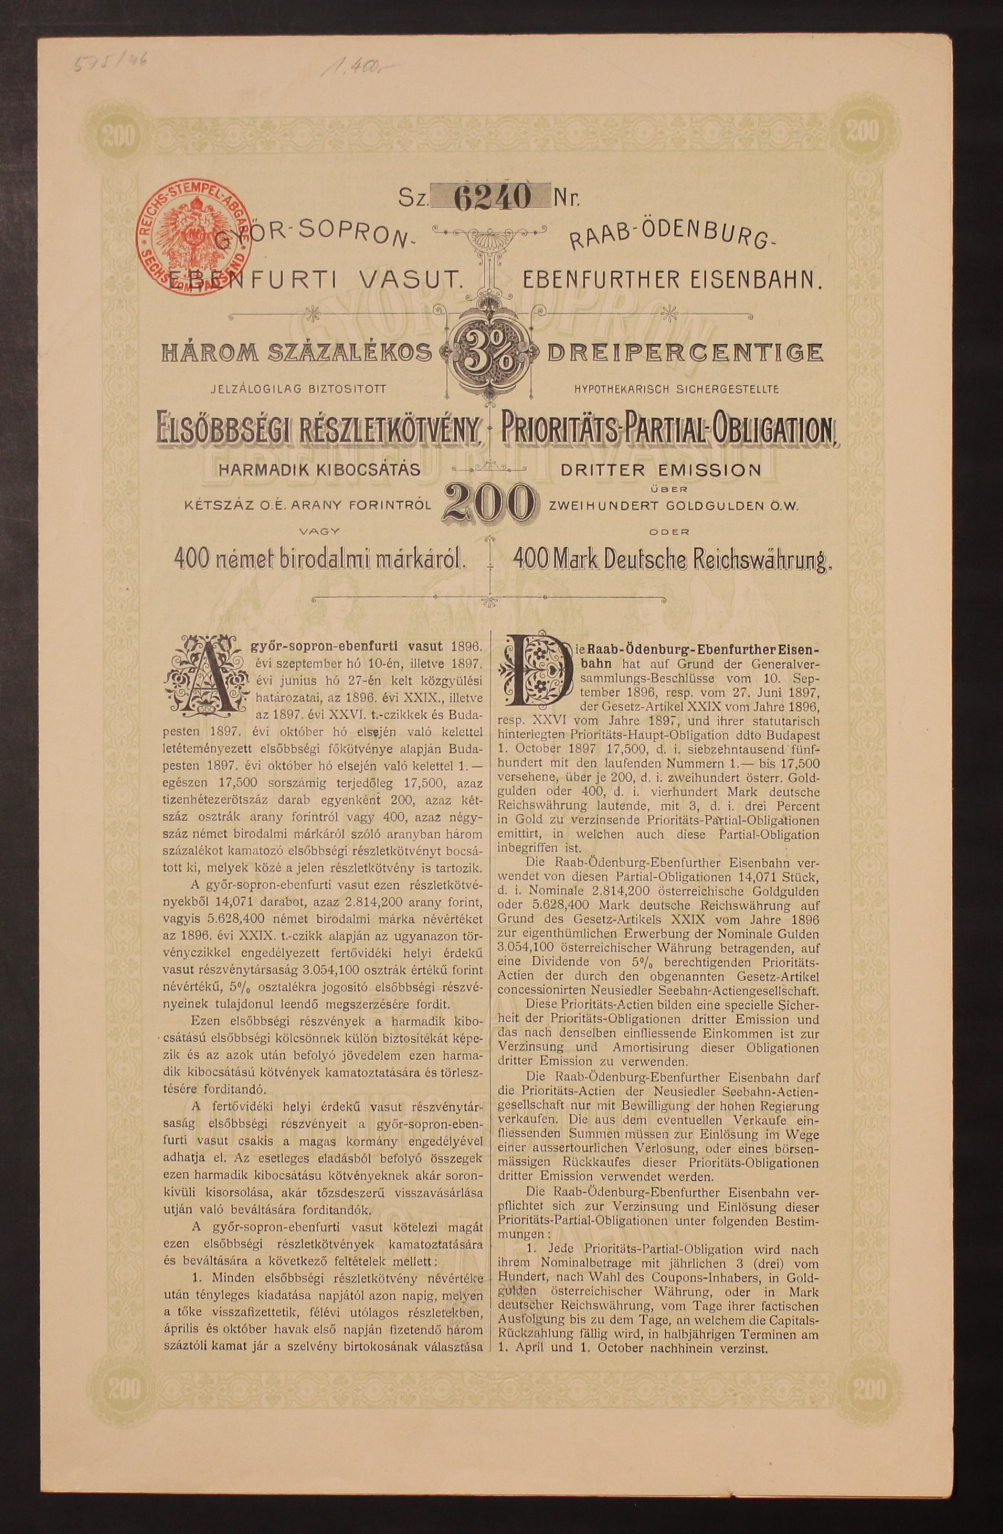 515/46
1.400,-
200
200
REICHS-STEMPEL-ABGABE
SECHS VOM TAUSEND
Sz. 6240 Nr.
GYŐR-SOPRON-
EBENFURTI VASUT.
RAAB-ÖDENBURG-
EBENFURTHER EISENBAHN.
3%
HÁROM SZÁZALÉKOS
JELZÁLOGILAG BIZTOSITOTT
ELSŐBBSÉGI RÉSZLETKÖTVÉNY,
HARMADIK KIBOCSÁTÁS
KÉTSZÁZ O.É. ARANY FORINTRÓL
VAGY
400 német birodalmi márkáról.
DREIPERCENTIGE
HYPOTHEKARISCH SICHERGESTELLTE
PRIORITÄTS-PARTIAL-OBLIGATION,
DRITTER EMISSION
ÜBER
ZWEIHUNDERT GOLDGULDEN Ö.W.
ODER
400 Mark Deutsche Reichswährung.
200
A győr-sopron-ebenfurti vasut 1896.
évi szeptember hó 10-én, illetve 1897.
évi junius hó 27-én kelt közgyülési
határozatai, az 1896. évi XXIX., illetve
az 1897. évi XXVI. t.-czikkek és Buda-
pesten 1897. évi október hó elsején való kelettel
letéteményezett elsőbbségi főkötvénye alapján Buda-
pesten 1897. évi október hó elsején való kelettel 1.—
egészen 17,500 sorszámig terjedőleg 17,500, azaz
tizenhétezerötszáz darab egyenként 200, azaz két-
száz osztrák arany forintról vagy 400, azaz négy-
száz német birodalmi márkáról szóló aranyban három
százalékot kamatozó elsőbbségi részletkötvényt bocsá-
tott ki, melyek közé a jelen részletkötvény is tartozik.
A győr-sopron-ebenfurti vasut ezen részletkötvé-
nyekből 14,071 darabot, azaz 2.814,200 arany forint,
vagyis 5.628,400 német birodalmi márka névértéket
az 1896. évi XXIX. t.-czikk alapján az ugyanazon tör-
vényczikkel engedélyezett fertővidéki helyi érdekű
vasut részvénytársaság 3.054,100 osztrák értékű forint
névértékű, 5% osztalékra jogositó elsőbbségi részvé-
nyeinek tulajdonul leendő megszerzésére fordit.
Ezen elsőbbségi részvények a harmadik kibo-
csátású elsőbbségi kölcsönnek külön biztositékát képe-
zik és az azok után befolyó jövedelem ezen harma-
dik kibocsátású kötvények kamatoztatására és törlesz-
tésére forditandó.
A fertővidéki helyi érdekű vasut részvénytár-
saság elsőbbségi részvényeit a győr-sopron-eben-
furti vasut csakis a magas kormány engedélyével
adhatja el. Az esetleges eladásból befolyó összegek
ezen harmadik kibocsátásu kötvényeknek akár soron-
kivüli kisorsolása, akár tőzsdeszerű visszavásárlása
utján való beváltására forditandók.
A győr-sopron-ebenfurti vasut kötelezi magát
ezen elsőbbségi részletkötvények kamatoztatására
és beváltására a következő feltételek mellett:
1. Minden elsőbbségi részletkötvény névértéke
után tényleges kiadatása napjától azon napig, melyen
a tőke visszafizettetik, félévi utólagos részletekben,
április és október havak első napján fizetendő három
száztóli kamat jár a szelvény birtokosának választása
Die Raab-Ödenburg-Ebenfurther Eisen-
bahn hat auf Grund der Generalver-
sammlungs-Beschlüsse vom 10. Sep-
tember 1896, resp. vom 27. Juni 1897,
der Gesetz-Artikel XXIX vom Jahre 1896,
resp. XXVI vom Jahre 1897, und ihrer statutarisch
hinterlegten Prioritäts-Haupt-Obligation ddto Budapest
1. October 1897 17,500, d. i. siebzehntausend fünf-
hundert mit den laufenden Nummern 1.— bis 17,500
versehene, über je 200, d. i. zweihundert österr. Gold-
gulden oder 400, d. i. vierhundert Mark deutsche
Reichswährung lautende, mit 3, d. i. drei Percent
in Gold zu verzinsende Prioritäts-Partial-Obligationen
emittirt, in welchen auch diese Partial-Obligation
inbegriffen ist.
Die Raab-Ödenburg-Ebenfurther Eisenbahn ver-
wendet von diesen Partial-Obligationen 14,071 Stück,
d. i. Nominale 2.814,200 österreichische Goldgulden
oder 5.628,400 Mark deutsche Reichswährung auf
Grund des Gesetz-Artikels XXIX vom Jahre 1896
zur eigenthümlichen Erwerbung der Nominale Gulden
3.054,100 österreichischer Währung betragenden, auf
eine Dividende von 5% berechtigenden Prioritäts-
Actien der durch den obgenannten Gesetz-Artikel
concessionirten Neusiedler Seebahn-Actiengesellschaft.
Diese Prioritäts-Actien bilden eine specielle Sicher-
heit der Prioritäts-Obligationen dritter Emission und
das nach denselben einfliessende Einkommen ist zur
Verzinsung und Amortisirung dieser Obligationen
dritter Emission zu verwenden.
Die Raab-Ödenburg-Ebenfurther Eisenbahn darf
die Prioritäts-Actien der Neusiedler Seebahn-Actien-
gesellschaft nur mit Bewilligung der hohen Regierung
verkaufen. Die aus dem eventuellen Verkaufe ein-
fliessenden Summen müssen zur Einlösung im Wege
einer aussertourlichen Verlosung, oder eines börsen-
mässigen Rückkaufes dieser Prioritäts-Obligationen
dritter Emission verwendet werden.
Die Raab-Ödenburg-Ebenfurther Eisenbahn ver-
pflichtet sich zur Verzinsung und Einlösung dieser
Prioritäts-Partial-Obligationen unter folgenden Bestim-
mungen:
1. Jede Prioritäts-Partial-Obligation wird nach
ihrem Nominalbetrage mit jährlichen 3 (drei) vom
Hundert, nach Wahl des Coupons-Inhabers, in Gold-
gulden österreichischer Währung, oder in Mark
deutscher Reichswährung, vom Tage ihrer factischen
Ausfolgung bis zu dem Tage, an welchem die Capitals-
Rückzahlung fällig wird, in halbjährigen Terminen am
1. April und 1. October nachhinein verzinst.
200
200